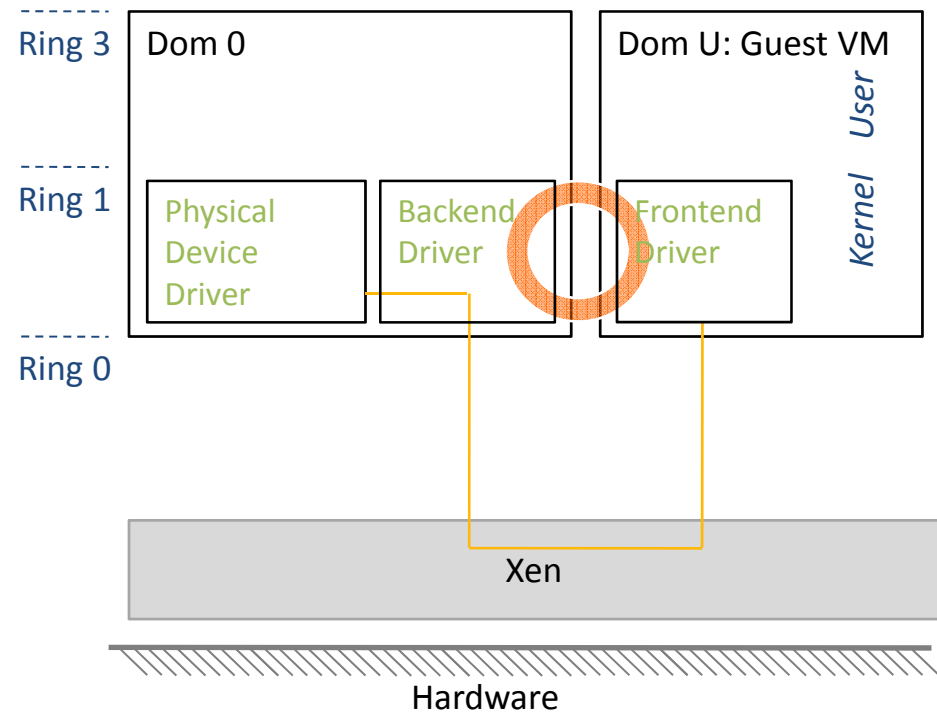 Ring 3
Dom 0
Dom U: Guest VM
User
Ring 1
Physical
Device
Driver
Backend
Driver
Frontend
Driver
Kernel
Ring 0
Xen
Hardware